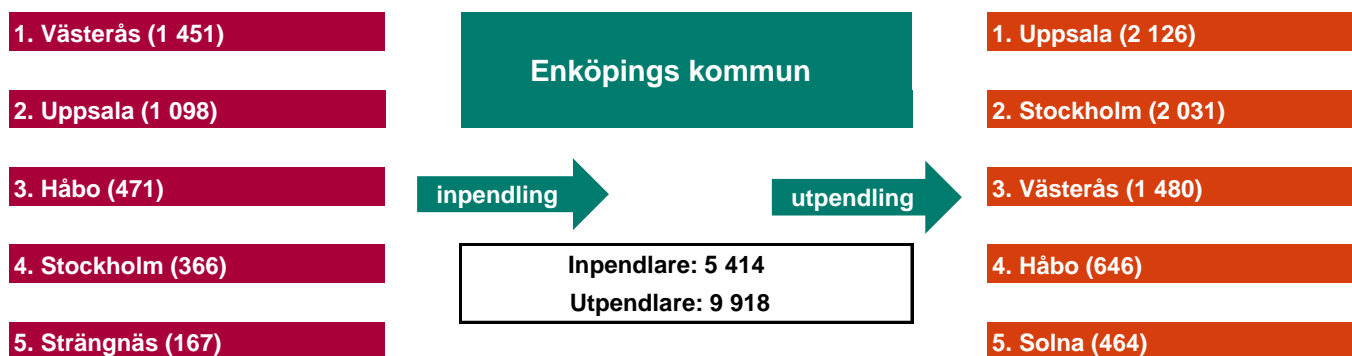 1. Västerås (1 451)
2. Uppsala (1 098)
3. Håbo (471)
4. Stockholm (366)
5. Strängnäs (167)
Enköpings kommun
inpendling
utpendling
Inpendlare: 5 414
Utpendlare: 9 918
1. Uppsala (2 126)
2. Stockholm (2 031)
3. Västerås (1 480)
4. Håbo (646)
5. Solna (464)